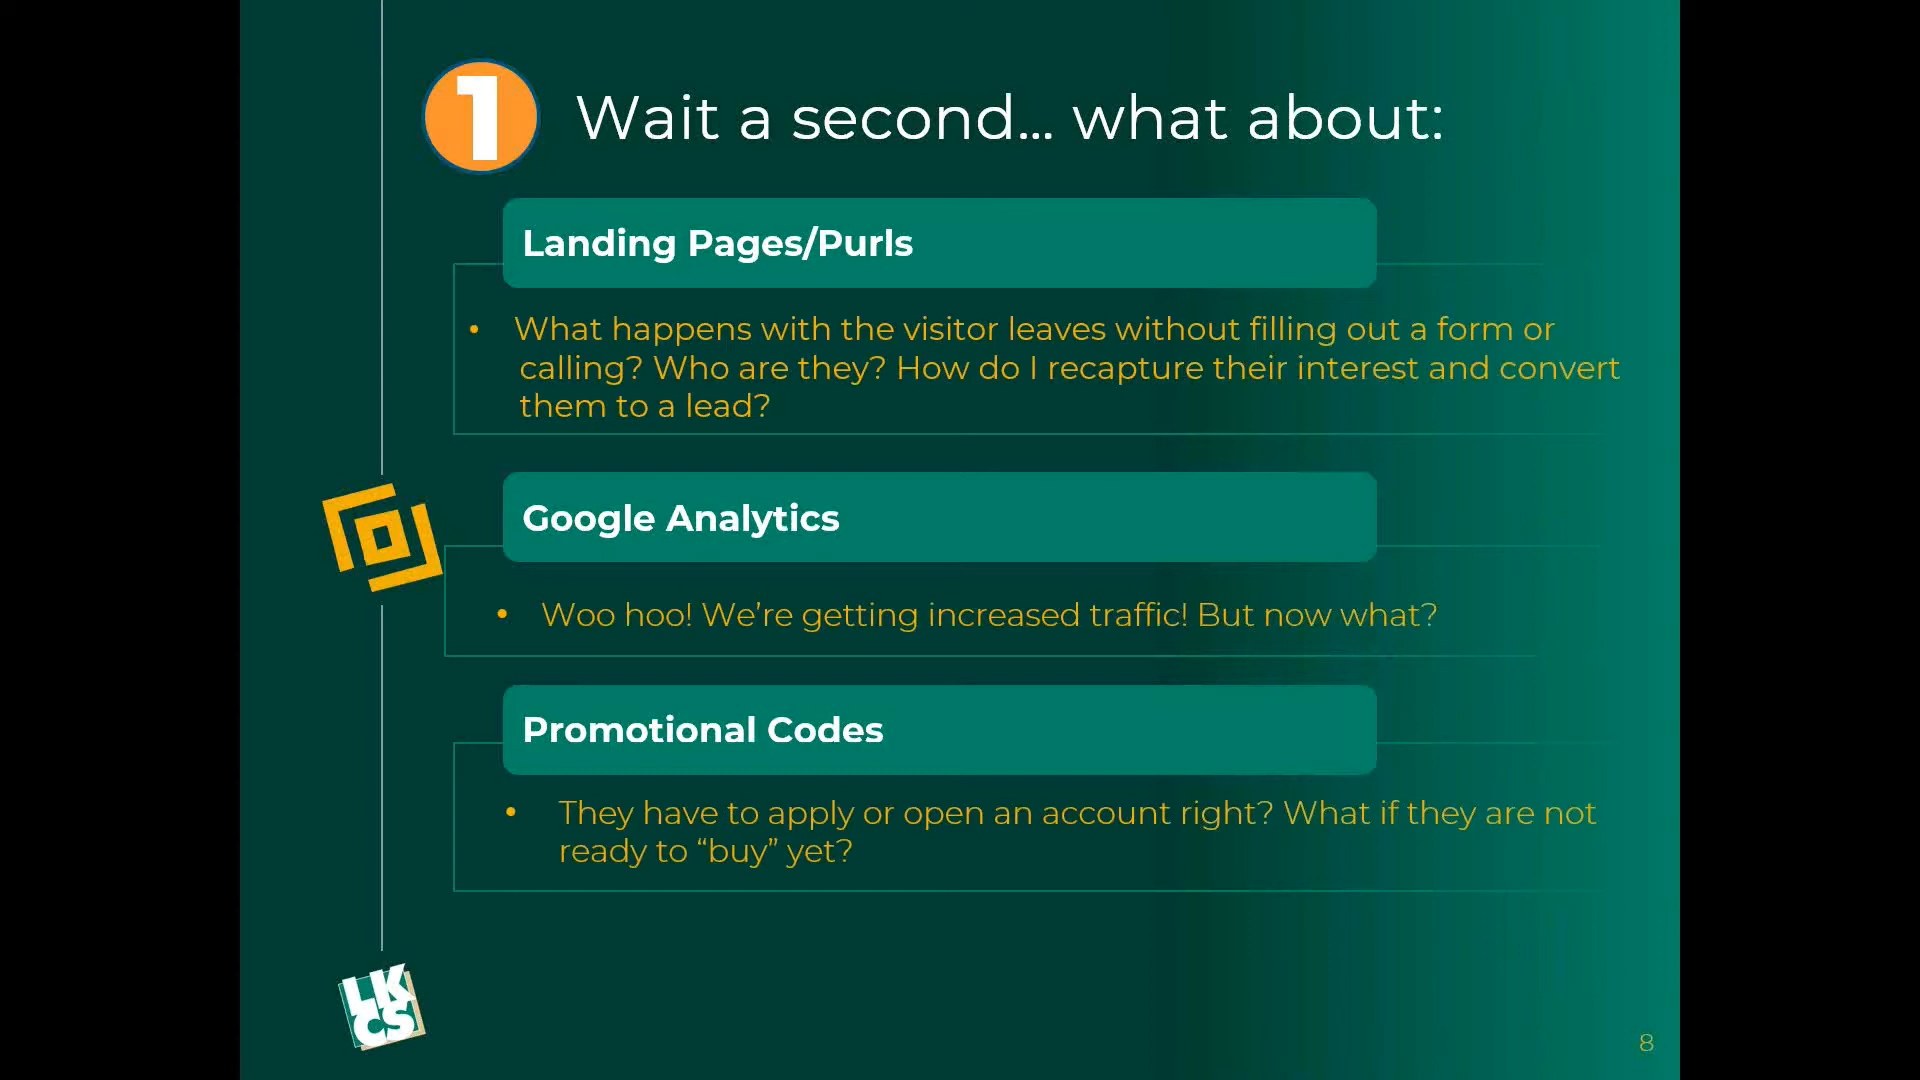 1 Wait a second... what about:
Landing Pages/Purls
• What happens with the visitor leaves without filling out a form or
calling? Who are they? How do I recapture their interest and convert
them to a lead?
Google Analytics
• Woo hoo! We’re getting increased traffic! But now what?
Promotional Codes
• They have to apply or open an account right? What if they are not
ready to “buy” yet?
LK
CS
8